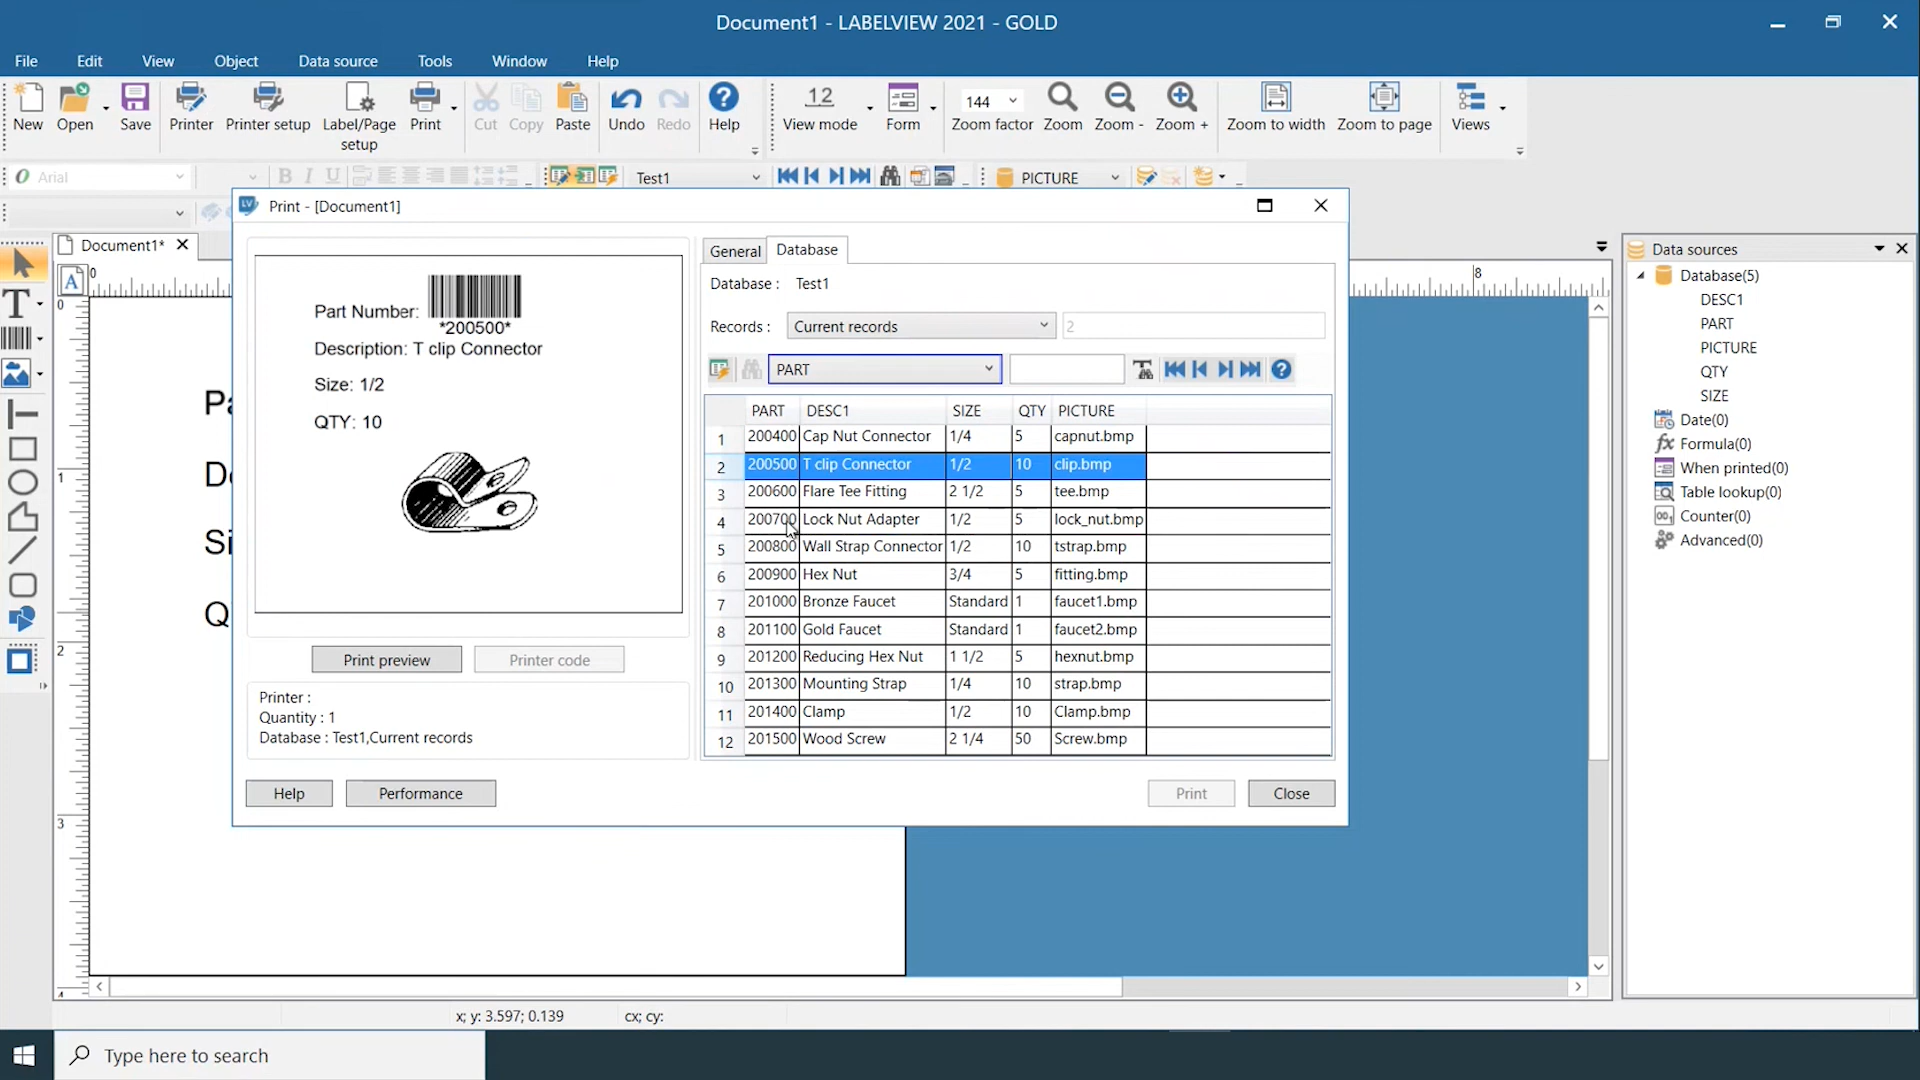 Document1 - LABELVIEW 2021 - GOLD
File Edit View Object Data source Tools Window Help
New Open Save Printer Printer setup Label/Page setup Print Cut Copy Paste Undo Redo Help
12 View mode Form 144 Zoom factor Zoom Zoom - Zoom + Zoom to width Zoom to page Views
Arial B I U Test1 PICTURE
Document1*
Print - [Document1]
Part Number:
*200500*
Description: T clip Connector
Size: 1/2
QTY: 10
Print preview Printer code
Printer :
Quantity : 1
Database : Test1,Current records
Help Performance
General Database
Database : Test1
Records : Current records 2
PART
PART DESC1 SIZE QTY PICTURE
1 200400 Cap Nut Connector 1/4 5 capnut.bmp
2 200500 T clip Connector 1/2 10 clip.bmp
3 200600 Flare Tee Fitting 2 1/2 5 tee.bmp
4 200700 Lock Nut Adapter 1/2 5 lock_nut.bmp
5 200800 Wall Strap Connector 1/2 10 tstrap.bmp
6 200900 Hex Nut 3/4 5 fitting.bmp
7 201000 Bronze Faucet Standard 1 faucet1.bmp
8 201100 Gold Faucet Standard 1 faucet2.bmp
9 201200 Reducing Hex Nut 1 1/2 5 hexnut.bmp
10 201300 Mounting Strap 1/4 10 strap.bmp
11 201400 Clamp 1/2 10 Clamp.bmp
12 201500 Wood Screw 2 1/4 50 Screw.bmp
Print Close
0
8
0
1
2
3
4
Data sources
Database(5)
DESC1
PART
PICTURE
QTY
SIZE
Date(0)
Formula(0)
When printed(0)
Table lookup(0)
Counter(0)
Advanced(0)
x; y: 3.597; 0.139 cx; cy:
Type here to search